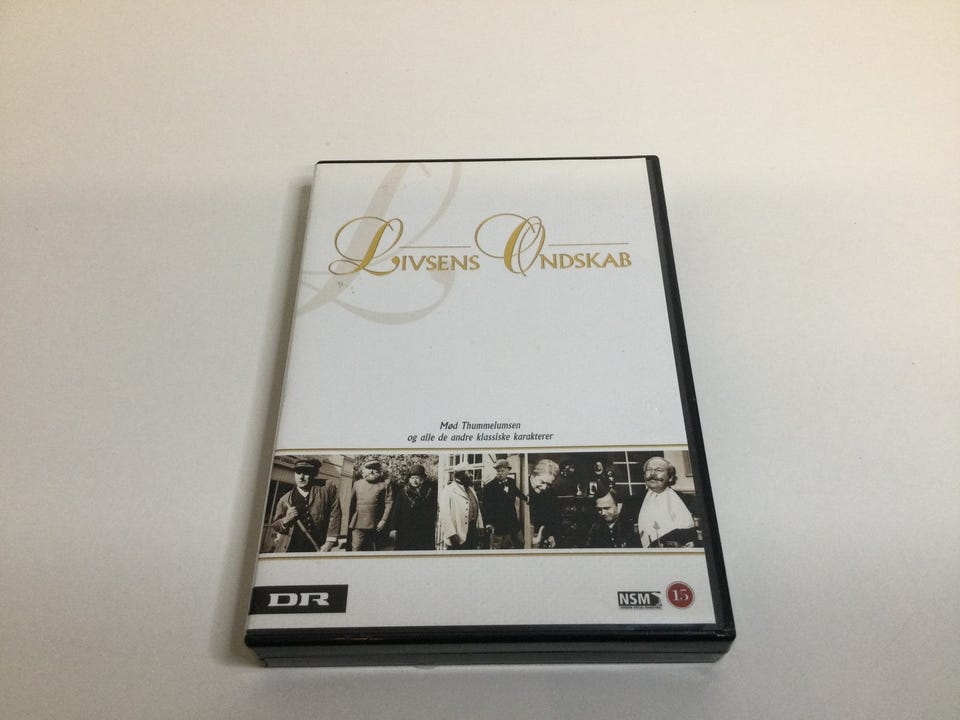 Livsens Ondskab
Mød Thummelumsen
og alle de andre klassiske karakterer
DR
NSM
15